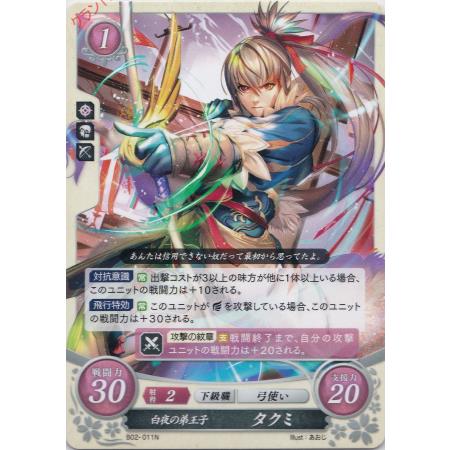 1
あんたは信用できない奴だって最初から思ってたよ。
対抗意識 常 出撃コストが3以上の味方が他に1体以上いる場合、
このユニットの戦闘力は+10される。
飛行特効 常 このユニットが を攻撃している場合、このユニット
の戦闘力は+30される。
攻撃の紋章 支 戦闘終了まで、自分の攻撃
ユニットの戦闘力は+20される。
戦闘力 30
射程 2 下級職 弓使い
支援力 20
白夜の弟王子 タクミ
B02-011N
Illust:あおじ